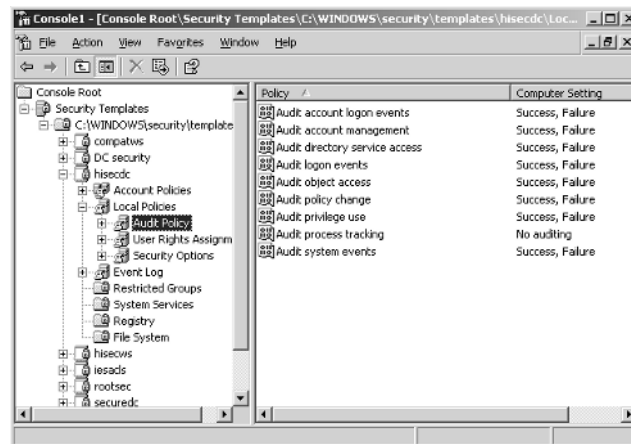 Console1 - [Console Root\Security Templates\C:\WINDOWS\security\templates\hisecdc\Loc...
File Action View Favorites Window Help
Console Root
Security Templates
C:\WINDOWS\security\template
compatws
DC security
hisecdc
Account Policies
Local Policies
Audit Policy
User Rights Assignm
Security Options
Event Log
Restricted Groups
System Services
Registry
File System
hisecws
iesacls
rootsec
securedc
Policy Computer Setting
Audit account logon events Success, Failure
Audit account management Success, Failure
Audit directory service access Success, Failure
Audit logon events Success, Failure
Audit object access Success, Failure
Audit policy change Success, Failure
Audit privilege use Success, Failure
Audit process tracking No auditing
Audit system events Success, Failure